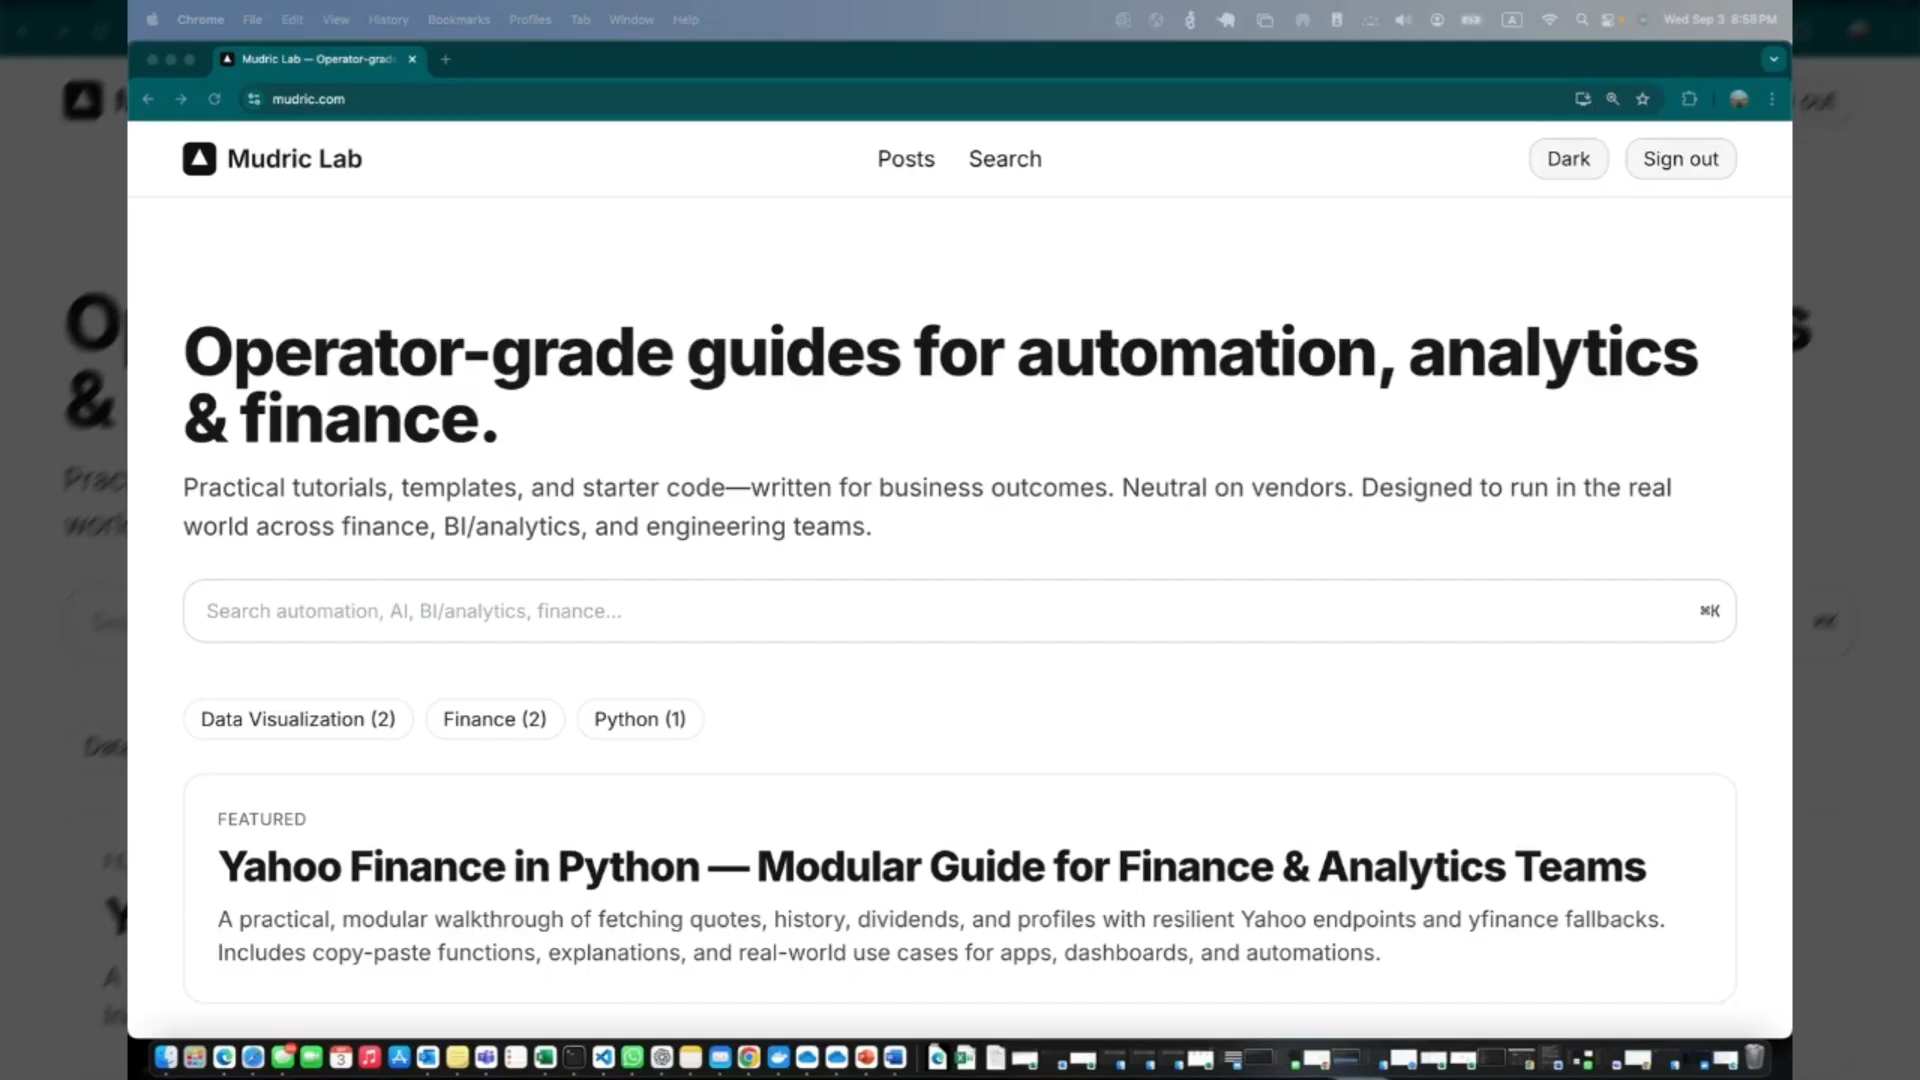 Chrome File Edit View History Bookmarks Profiles Tab Window Help
Wed Sep 3 8:58 PM
Mudric Lab — Operator-grad
mudric.com
Mudric Lab
Posts Search
Dark Sign out
Operator-grade guides for automation, analytics
& finance.
Practical tutorials, templates, and starter code—written for business outcomes. Neutral on vendors. Designed to run in the real
world across finance, BI/analytics, and engineering teams.
Search automation, AI, BI/analytics, finance... ⌘K
Data Visualization (2) Finance (2) Python (1)
FEATURED
Yahoo Finance in Python — Modular Guide for Finance & Analytics Teams
A practical, modular walkthrough of fetching quotes, history, dividends, and profiles with resilient Yahoo endpoints and yfinance fallbacks.
Includes copy-paste functions, explanations, and real-world use cases for apps, dashboards, and automations.